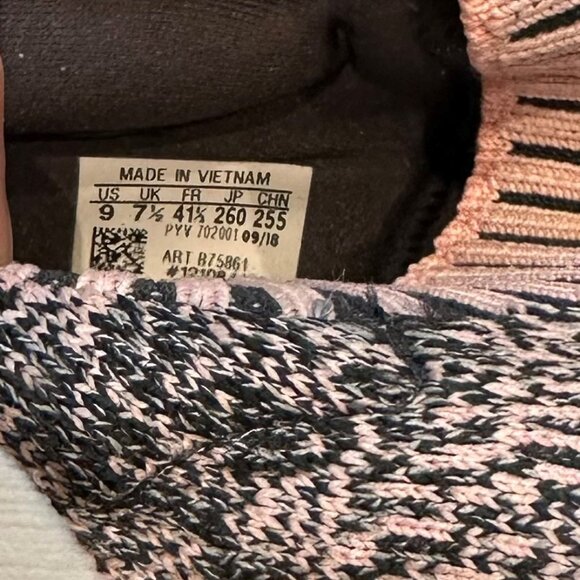 MADE IN VIETNAM
US UK FR JP CHN
9 7½ 41⅓ 260 255
PYV 702001 09/18
ART B75861